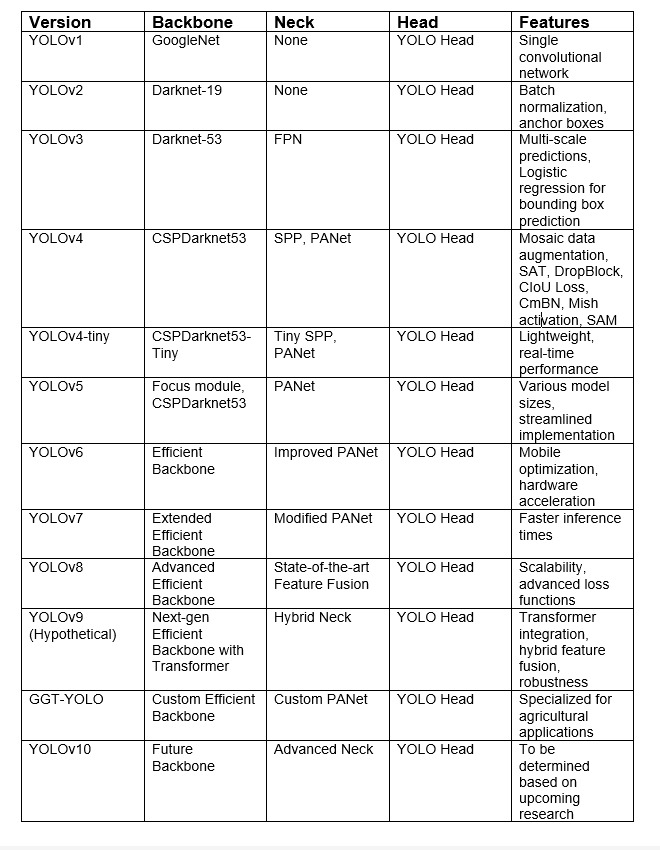 Version Backbone Neck Head Features
YOLOv1 GoogleNet None YOLO Head Single
convolutional
network
YOLOv2 Darknet-19 None YOLO Head Batch
normalization,
anchor boxes
YOLOv3 Darknet-53 FPN YOLO Head Multi-scale
predictions,
Logistic
regression for
bounding box
prediction
YOLOv4 CSPDarknet53 SPP, PANet YOLO Head Mosaic data
augmentation,
SAT, DropBlock,
CIoU Loss,
CmBN, Mish
activation, SAM
YOLOv4-tiny CSPDarknet53- Tiny SPP, YOLO Head Lightweight,
Tiny PANet real-time
performance
YOLOv5 Focus module, PANet YOLO Head Various model
CSPDarknet53 sizes,
streamlined
implementation
YOLOv6 Efficient Improved PANet YOLO Head Mobile
Backbone optimization,
hardware
acceleration
YOLOv7 Extended Modified PANet YOLO Head Faster inference
Efficient times
Backbone
YOLOv8 Advanced State-of-the-art YOLO Head Scalability,
Efficient Feature Fusion advanced loss
Backbone functions
YOLOv9 Next-gen Hybrid Neck YOLO Head Transformer
(Hypothetical) Efficient integration,
Backbone with hybrid feature
Transformer fusion,
robustness
GGT-YOLO Custom Efficient Custom PANet YOLO Head Specialized for
Backbone agricultural
applications
YOLOv10 Future Advanced Neck YOLO Head To be
Backbone determined
based on
upcoming
research